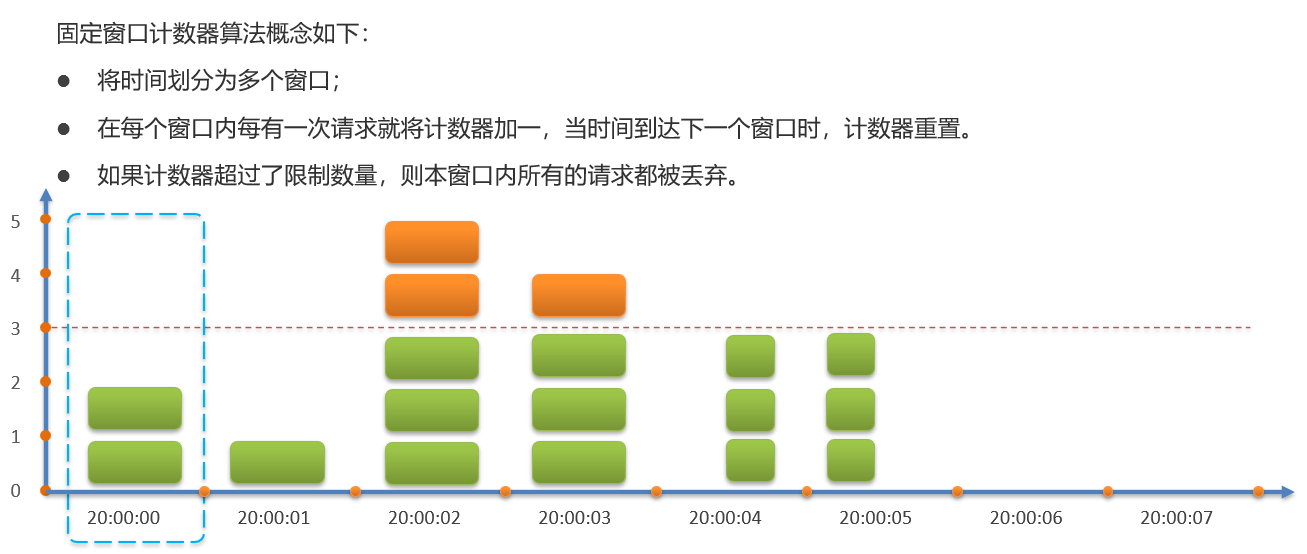 固定窗口计数器算法概念如下：
● 将时间划分为多个窗口；
● 在每个窗口内每有一次请求就将计数器加一，当时间到达下一个窗口时，计数器重置。
● 如果计数器超过了限制数量，则本窗口内所有的请求都被丢弃。
5
4
3
2
1
0
20:00:00 20:00:01 20:00:02 20:00:03 20:00:04 20:00:05 20:00:06 20:00:07